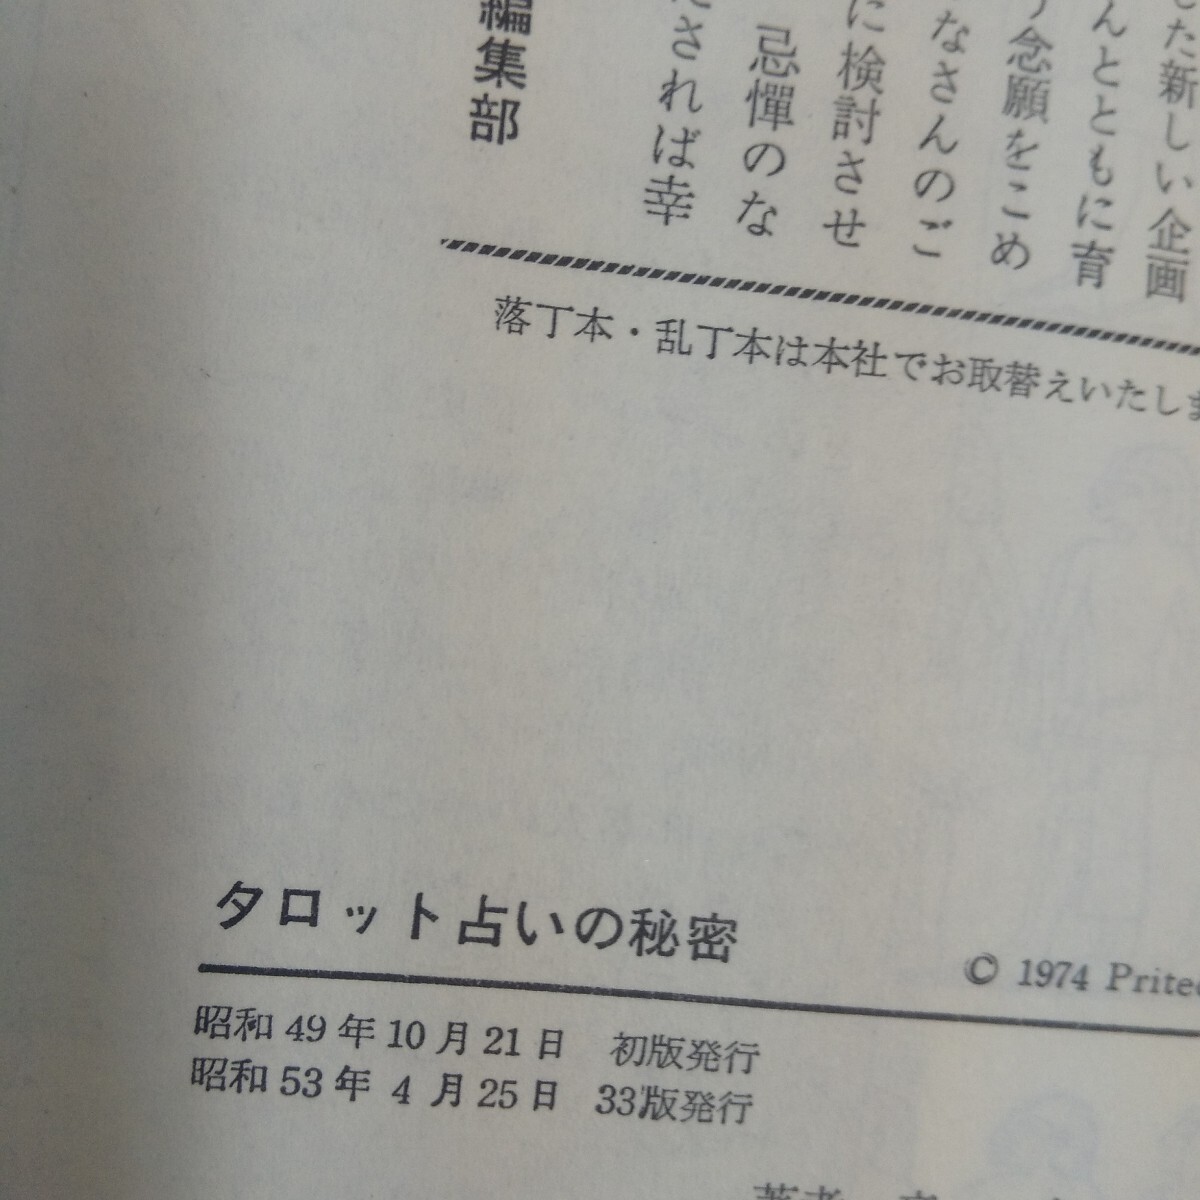 した新しい企画
んとともに育
う念願をこめ
なさんのご
に検討させ
忌憚のな
にされば幸
編集部
落丁本・乱丁本は本社でお取替えいたしま
タロット占いの秘密
© 1974 Prited
昭和49年10月21日 初版発行
昭和53年4月25日 33版発行
著者